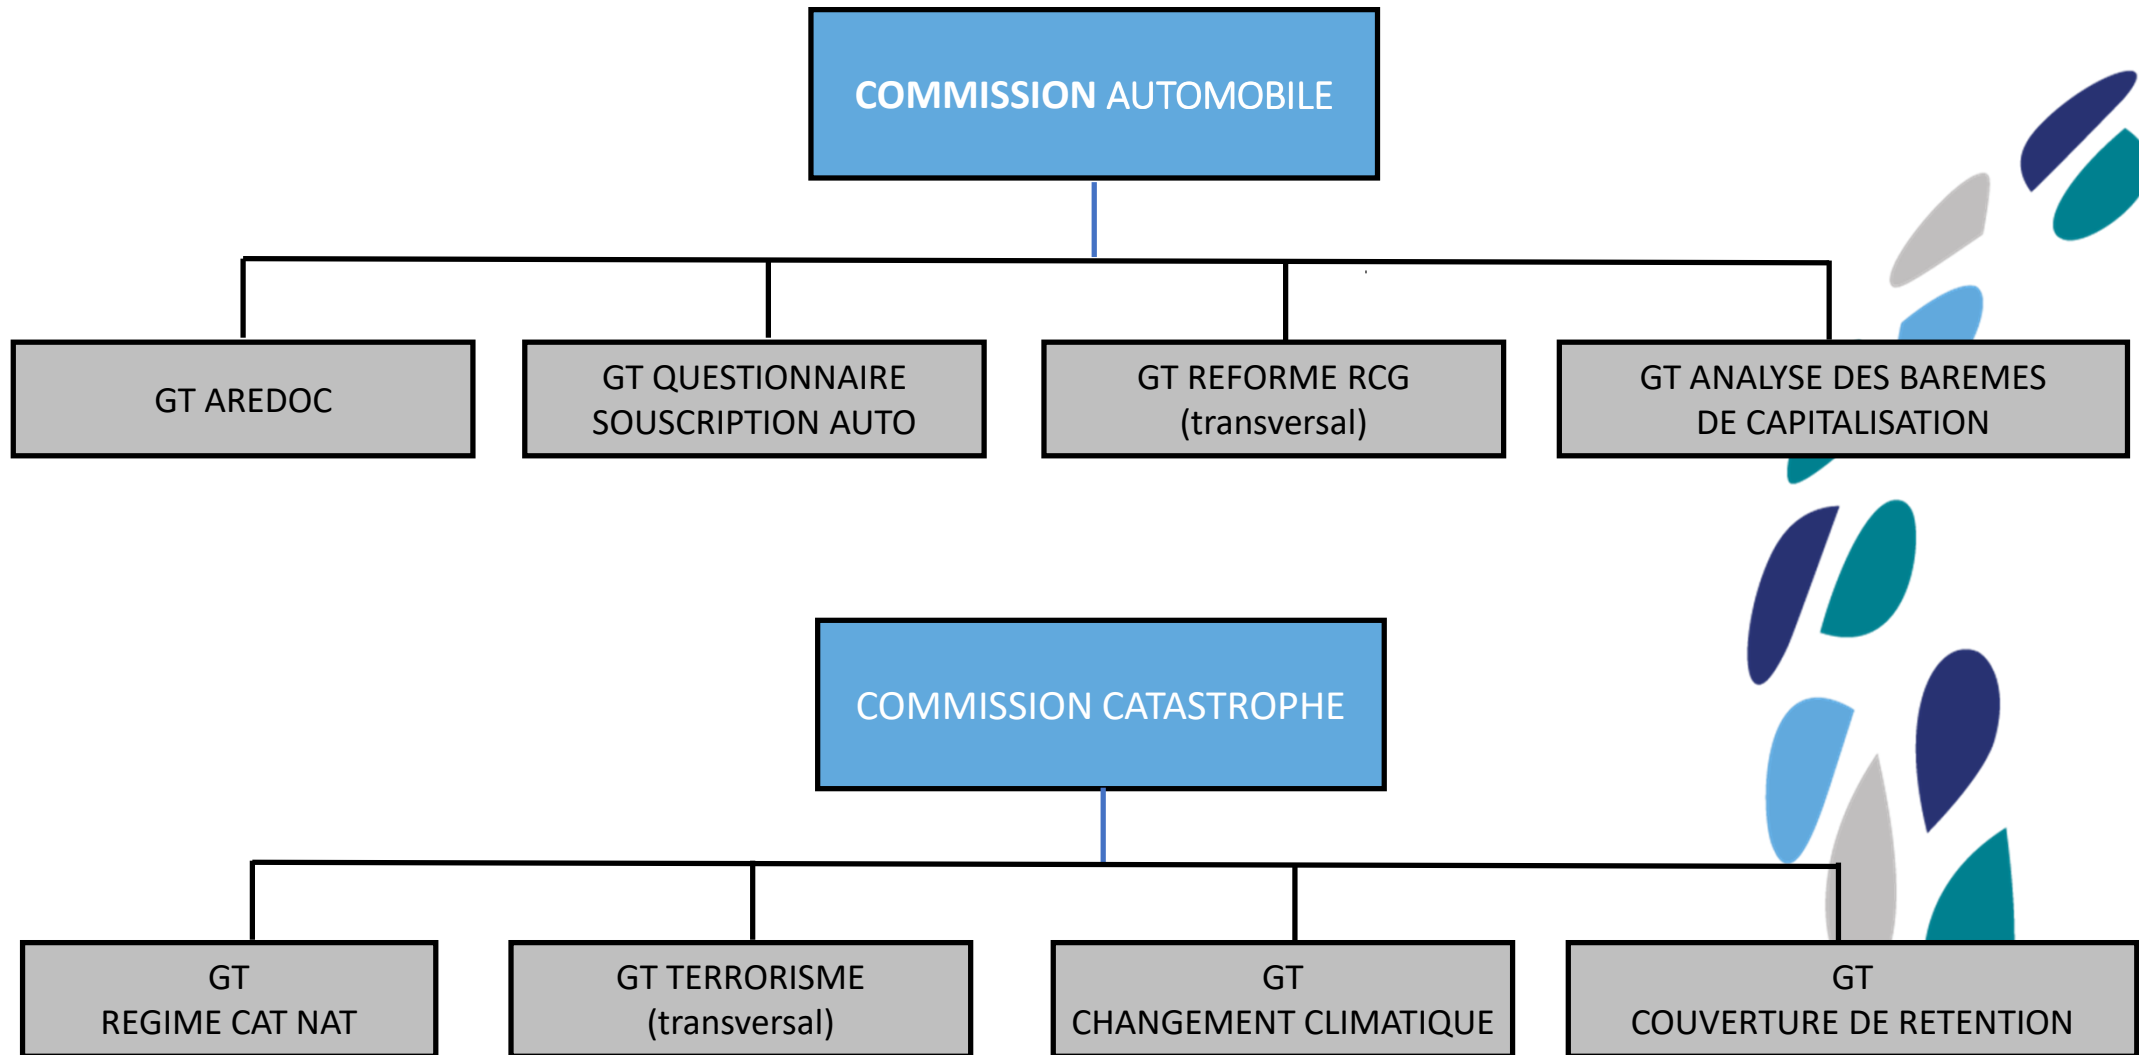 COMMISSION AUTOMOBILE
GT AREDOC
GT QUESTIONNAIRE
SOUSCRIPTION AUTO
GT REFORME RCG
(transversal)
GT ANALYSE DES BAREMES
DE CAPITALISATION
COMMISSION CATASTROPHE
GT
REGIME CAT NAT
GT TERRORISME
(transversal)
GT
CHANGEMENT CLIMATIQUE
GT
COUVERTURE DE RETENTION